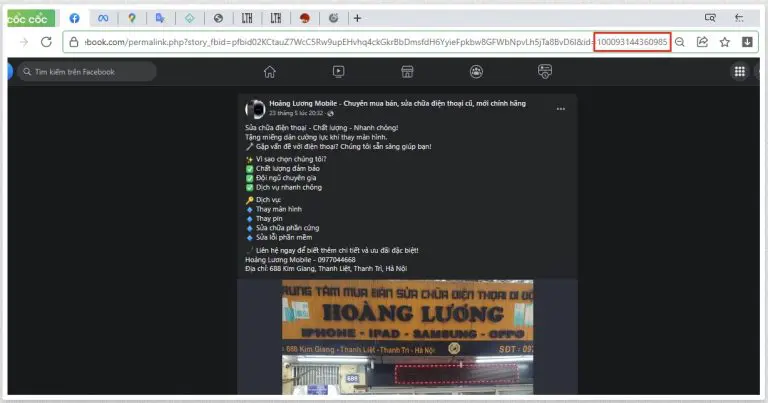 cốc cốc
LTH
LTH
ebook.com/permalink.php?story_fbid=pfbid02KCtauZ7WcC5Rw9upEHvhq4ckGkrBbDmsfdH6YyieFpkbw8GFWbNpvLh5jTa8BvD6l&id=100093144360985
Tìm kiếm trên Facebook
Hoàng Lương Mobile - Chuyên mua bán, sửa chữa điện thoại cũ, mới chính hãng
23 tháng 5 lúc 20:32
Sửa chữa điện thoại - Chất lượng - Nhanh chóng!
Tặng miếng dán cường lực khi thay màn hình.
Gặp vấn đề với điện thoại? Chúng tôi sẵn sàng giúp bạn!
Vì sao chọn chúng tôi?
Chất lượng đảm bảo
Đội ngũ chuyên gia
Dịch vụ nhanh chóng
Dịch vục
Thay màn hình
Thay pin
Sửa chữa phần cứng
Sửa lỗi phần mềm
Liên hệ ngay để biết thêm chi tiết và ưu đãi đặc biệt!
Hoàng Lương Mobile - 0977044668
Địa chỉ: 688 Kim Giang, Thanh Liệt, Thanh Trì, Hà Nội
TRUNG TÂM MUA BÁN SỬA CHỮA ĐIỆN THOẠI DI ĐỘ
HOÀNG LƯƠNG
IPHONE - IPAD - SAMSUNG - OPPO
688 Kim Giang - Thanh Liệt - Thanh Trì - Hà Nội
SĐT : 097